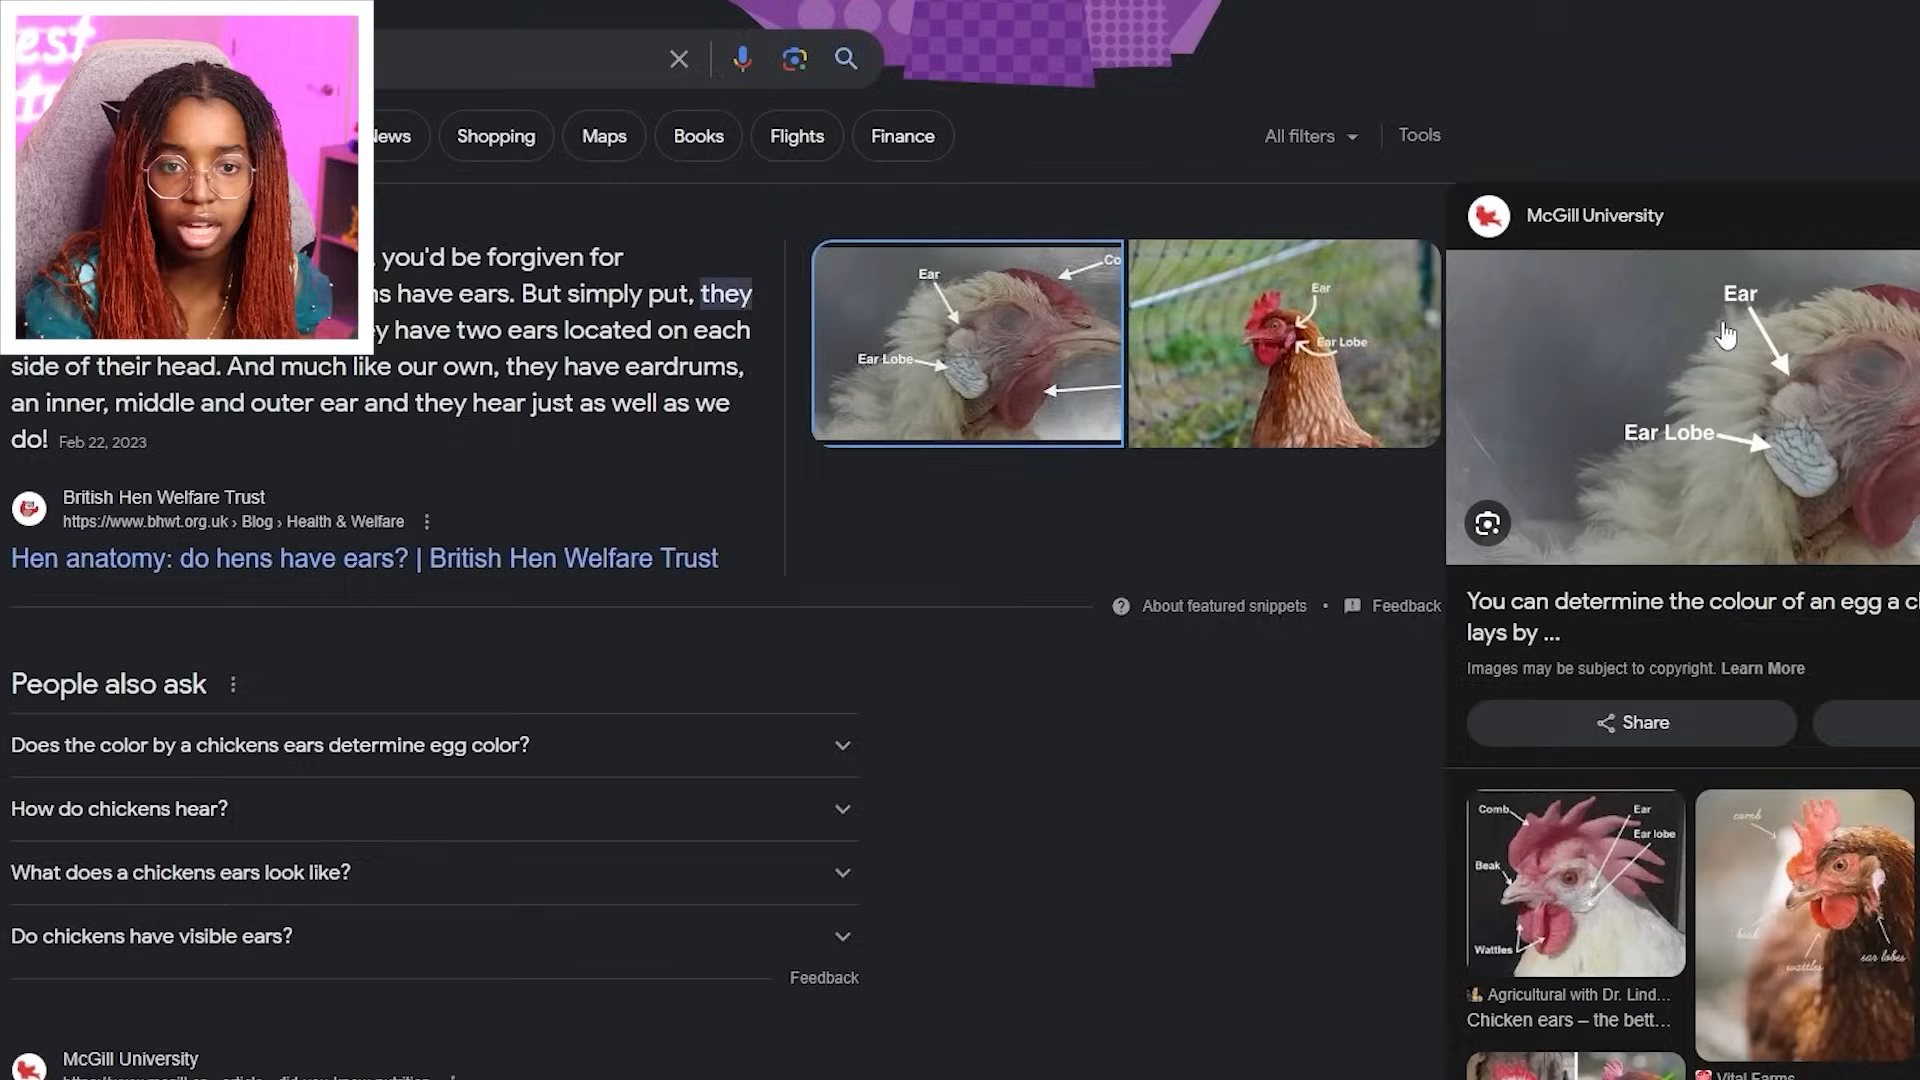 est
News
Shopping
Maps
Books
Flights
Finance
All filters
Tools
you'd be forgiven for
have ears. But simply put, they
have two ears located on each
side of their head. And much like our own, they have eardrums,
an inner, middle and outer ear and they hear just as well as we
do! Feb 22, 2023
Ear
Co
Ear Lobe
Ear
Ear Lobe
British Hen Welfare Trust
https://www.bhwt.org.uk › Blog › Health & Welfare
Hen anatomy: do hens have ears? | British Hen Welfare Trust
About featured snippets • Feedback
People also ask
Does the color by a chickens ears determine egg color?
How do chickens hear?
What does a chickens ears look like?
Do chickens have visible ears?
Feedback
McGill University
McGill University
Ear
Ear Lobe
You can determine the colour of an egg a
lays by ...
Images may be subject to copyright. Learn More
Share
Comb
Ear
Ear lobe
Beak
Wattles
Agricultural with Dr. Lind...
Chicken ears – the bett...
comb
beak
wattles
ear lobes
Vital Farms